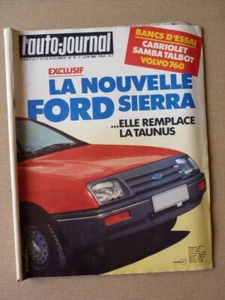 l'auto-journal
BANCS D'ESSAI
CABRIOLET
SAMBA TALBOT
VOLVO 760
EXCLUSIF
LA NOUVELLE
FORD SIERRA
...ELLE REMPLACE
LA TAUNUS